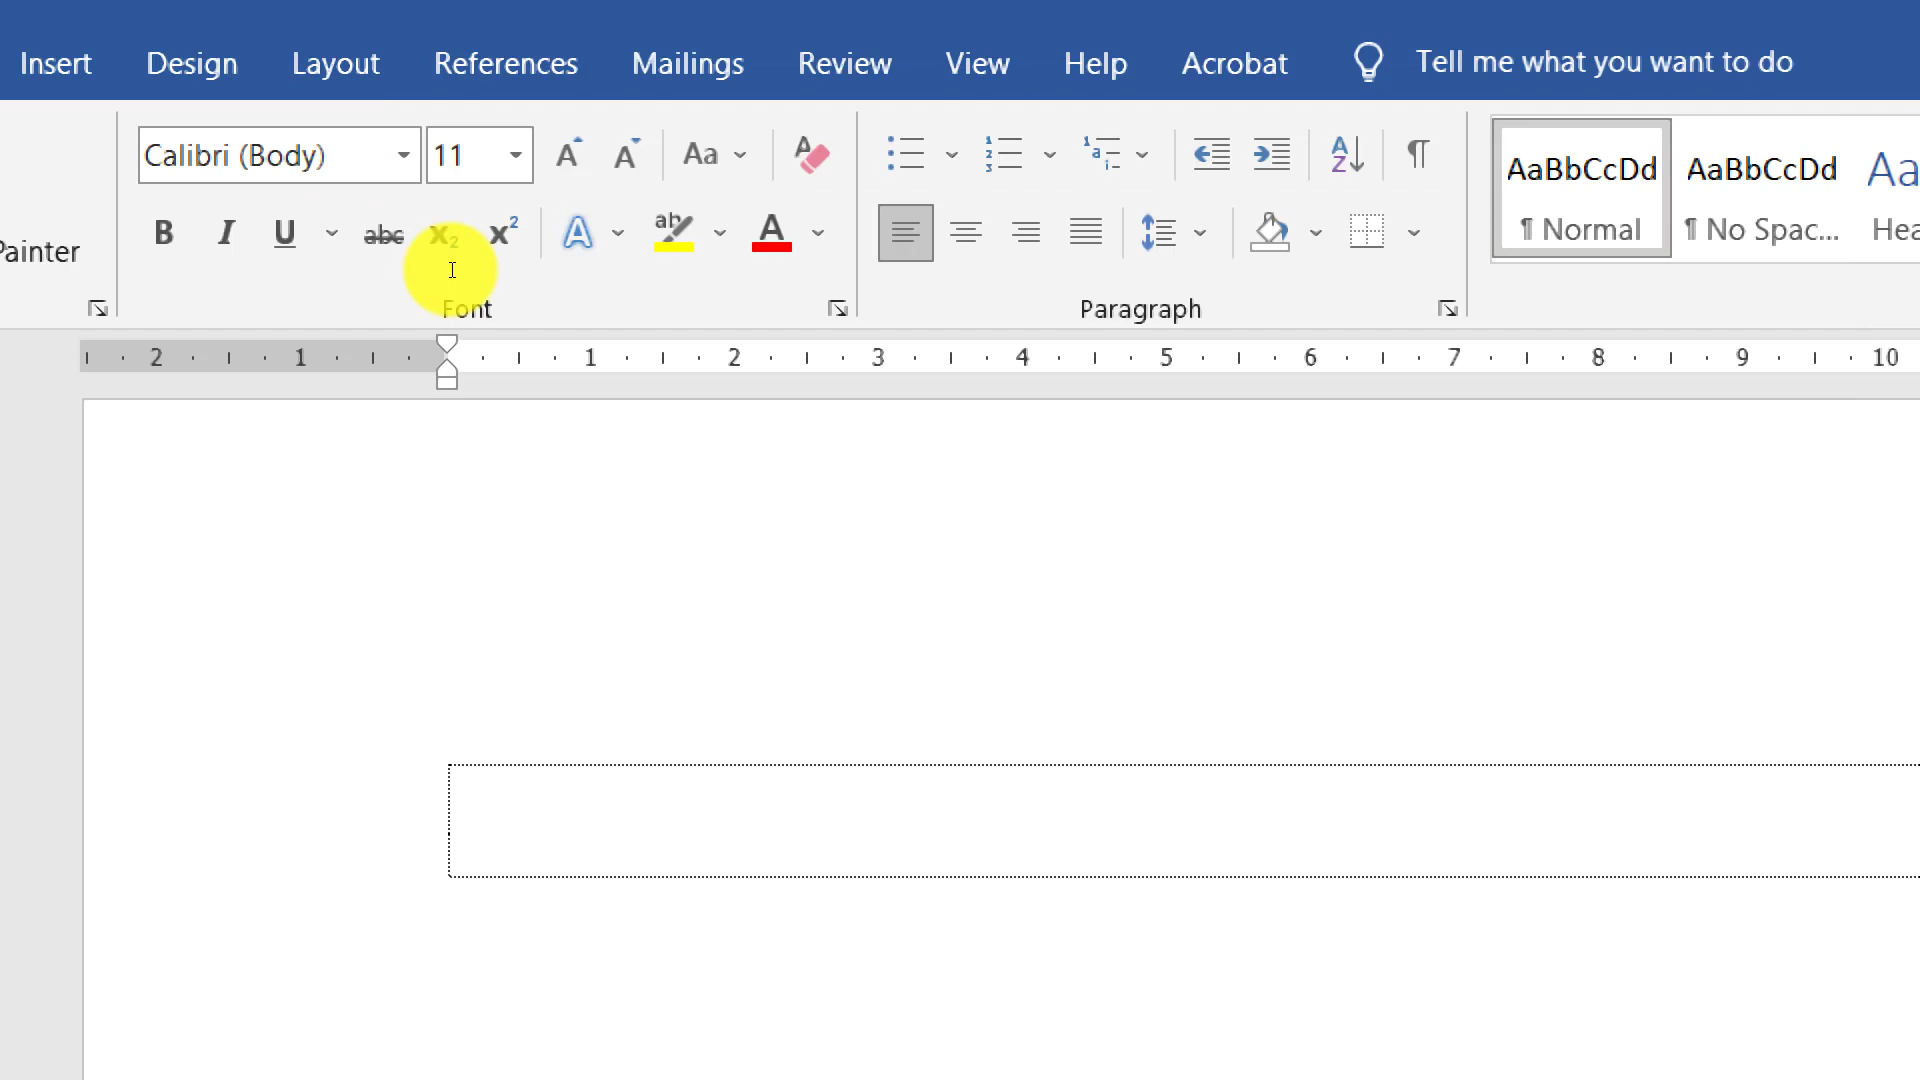 Insert Design Layout References Mailings Review View Help Acrobat Tell me what you want to do
Calibri (Body) 11 Aa
AaBbCcDd AaBbCcDd Aa
B I U abc x₂ x² A ab A
Painter
¶ Normal ¶ No Spac... Hea
Font Paragraph
2 1 1 2 3 4 5 6 7 8 9 10